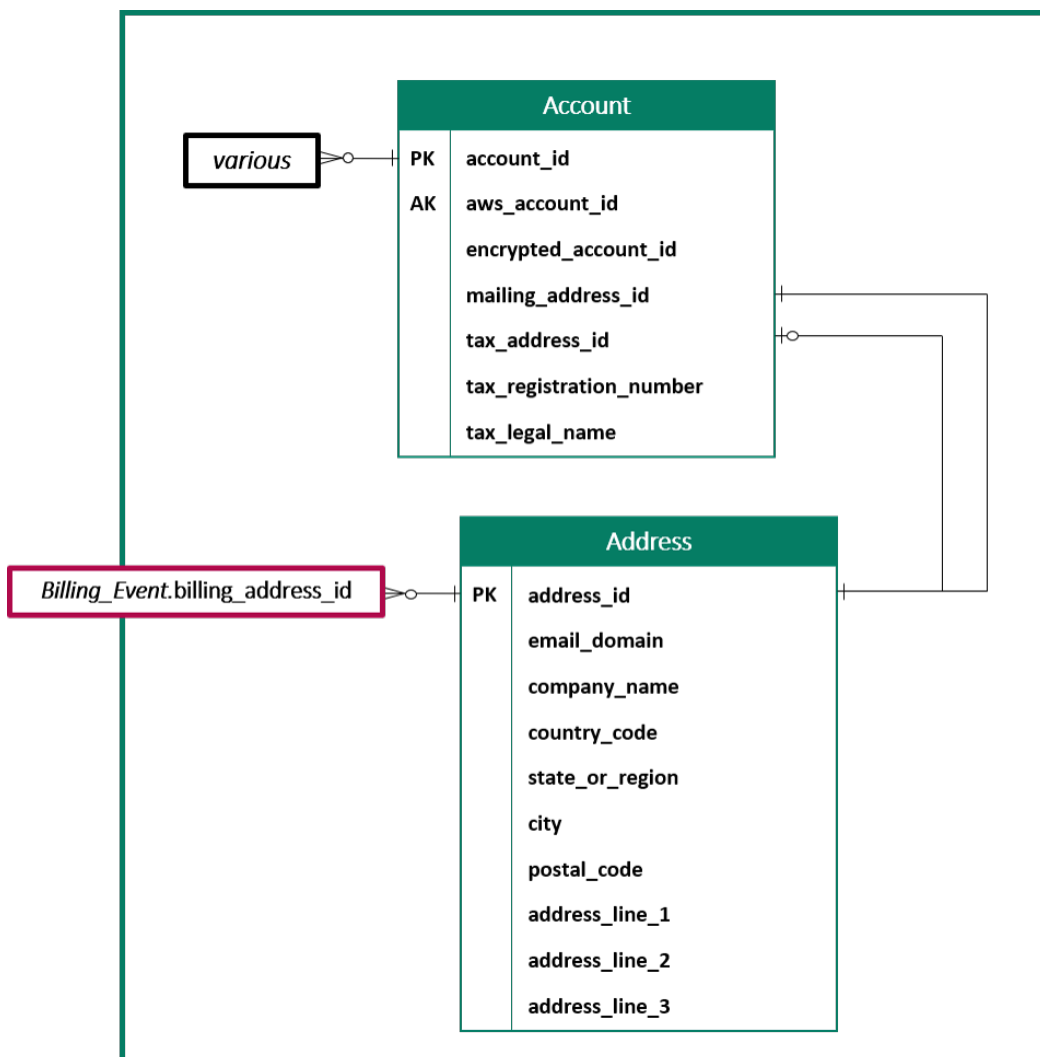 Account
various
PK account_id
AK aws_account_id
encrypted_account_id
mailing_address_id
tax_address_id
tax_registration_number
tax_legal_name
Address
Billing_Event.billing_address_id
PK address_id
email_domain
company_name
country_code
state_or_region
city
postal_code
address_line_1
address_line_2
address_line_3